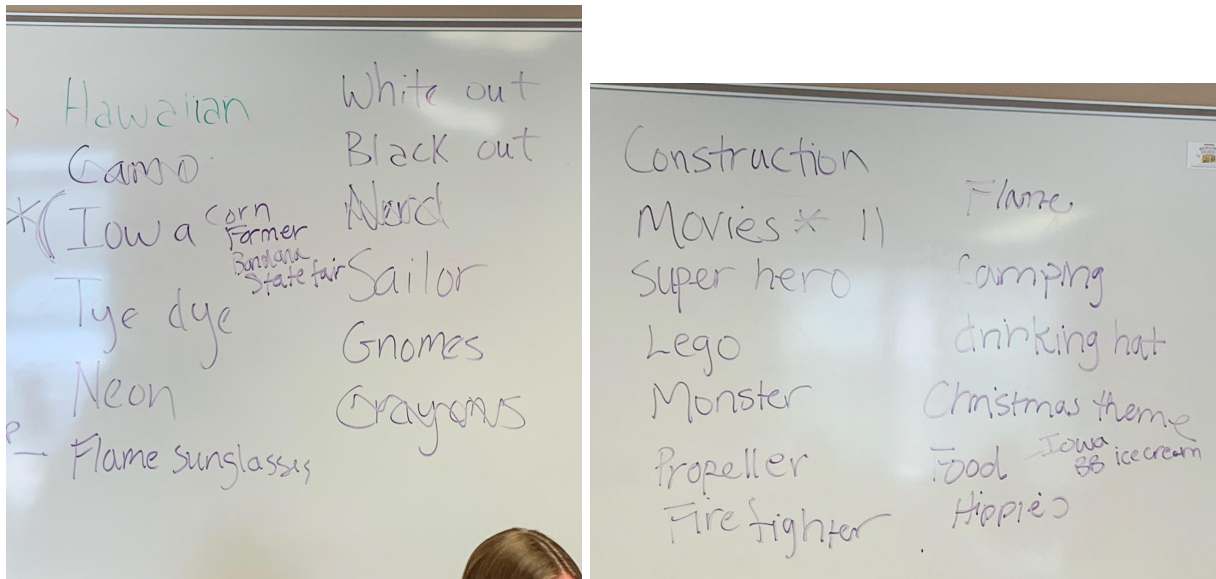 Hawaiian
Camo
*( Iowa
Corn
Farmer
Bandana
State fair
Tye dye
Neon
Flame sunglasses
White out
Black out
Nerd
Sailor
Gnomes
Crayons
Construction
Movies * ||
Super hero
Lego
Monster
Propeller
Fire fighter
Flame
Camping
drinking hat
Christmas theme
Food - Iowa
BB ice cream
Hippies